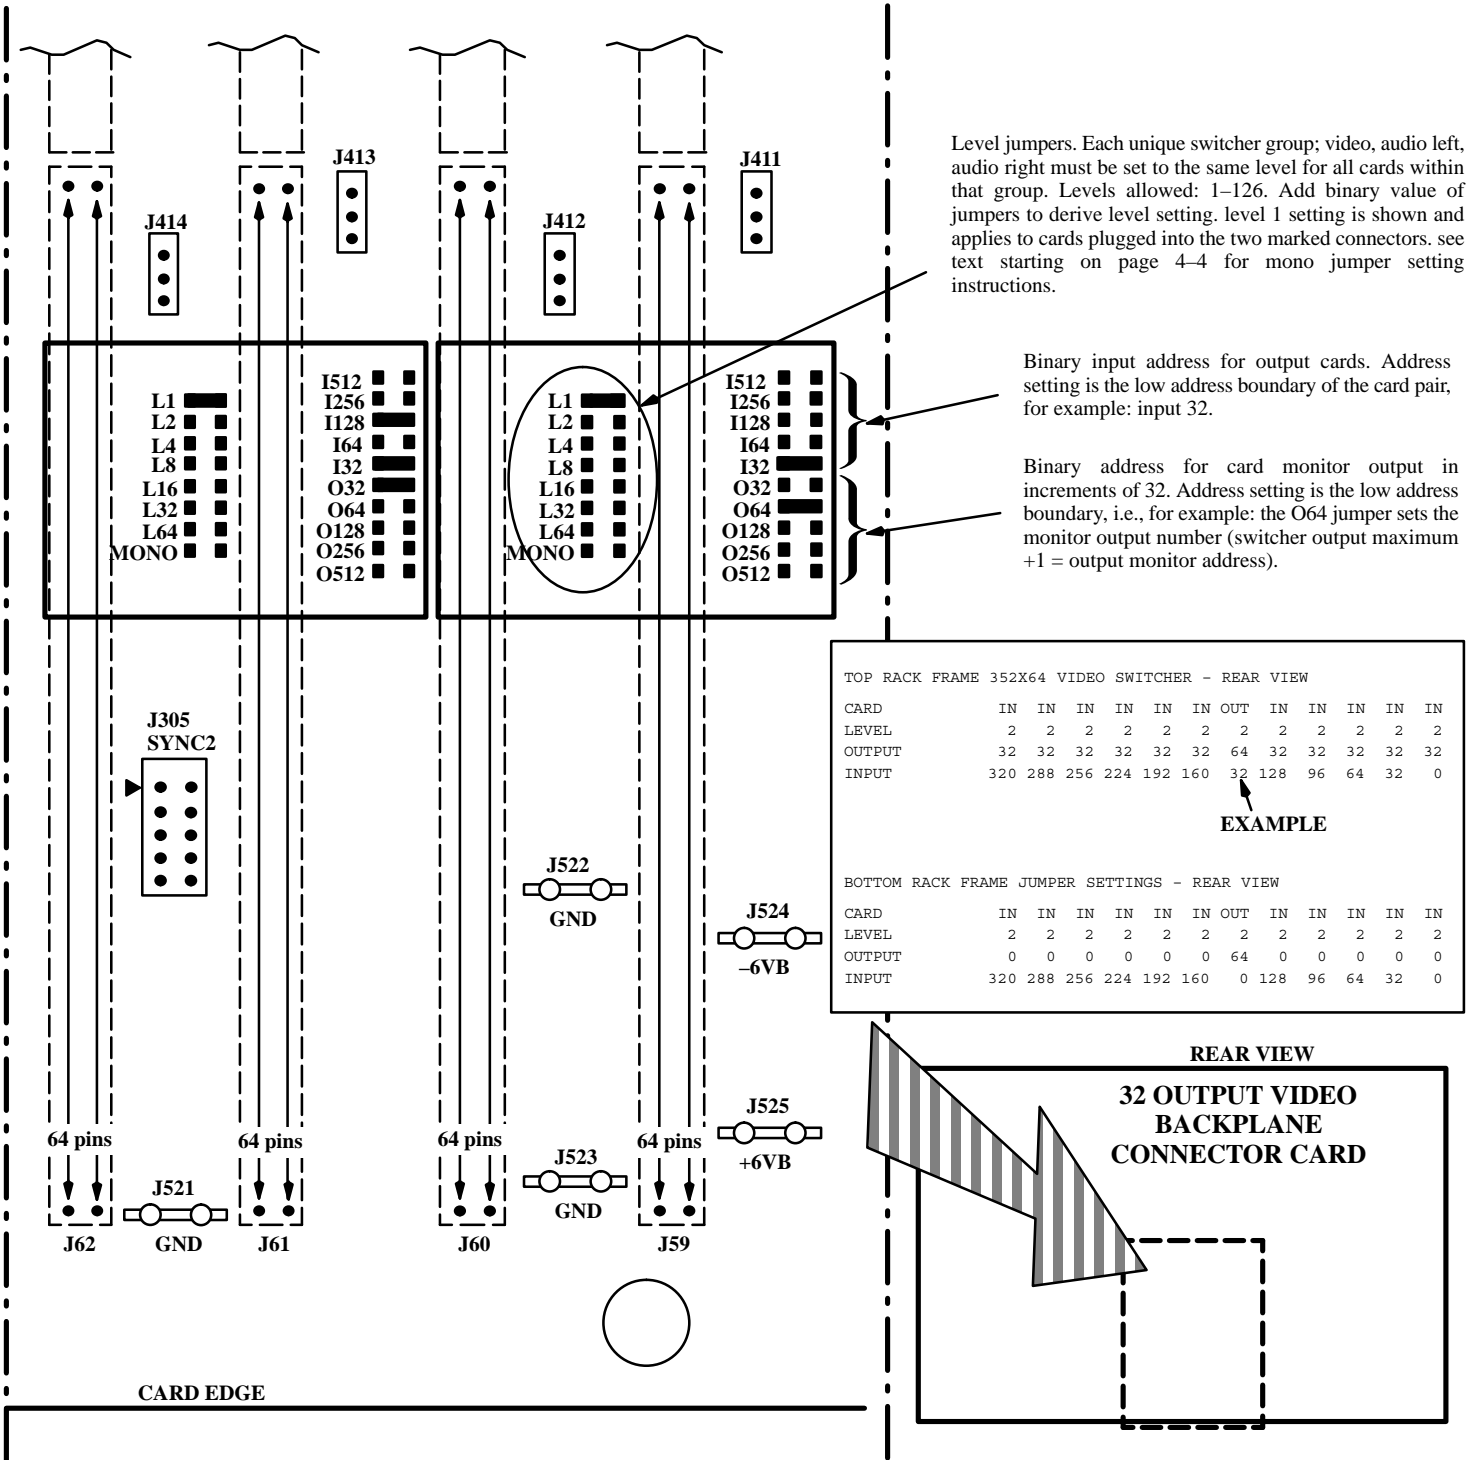 Level jumpers. Each unique switcher group; video, audio left,
audio right must be set to the same level for all cards within
that group. Levels allowed: 1–126. Add binary value of
jumpers to derive level setting. level 1 setting is shown and
applies to cards plugged into the two marked connectors. see
text starting on page 4–4 for mono jumper setting
instructions.
J413
J411
J414
J412
Binary input address for output cards. Address
setting is the low address boundary of the card pair,
for example: input 32.
Binary address for card monitor output in
increments of 32. Address setting is the low address
boundary, i.e., for example: the O64 jumper sets the
monitor output number (switcher output maximum
+1 = output monitor address).
L1
L2
L4
L8
L16
L32
L64
MONO
I512
I256
I128
I64
I32
O32
O64
O128
O256
O512
L1
L2
L4
L8
L16
L32
L64
MONO
I512
I256
I128
I64
I32
O32
O64
O128
O256
O512
J305
SYNC2
TOP RACK FRAME 352X64 VIDEO SWITCHER – REAR VIEW
CARD IN IN IN IN IN IN OUT IN IN IN IN IN
LEVEL 2 2 2 2 2 2 2 2 2 2 2 2
OUTPUT 32 32 32 32 32 32 64 32 32 32 32 32
INPUT 320 288 256 224 192 160 32 128 96 64 32 0
EXAMPLE
BOTTOM RACK FRAME JUMPER SETTINGS – REAR VIEW
CARD IN IN IN IN IN IN OUT IN IN IN IN IN
LEVEL 2 2 2 2 2 2 2 2 2 2 2 2
OUTPUT 0 0 0 0 0 0 64 0 0 0 0 0
INPUT 320 288 256 224 192 160 0 128 96 64 32 0
J522
GND
J524
–6VB
J525
+6VB
J523
GND
64 pins
64 pins
64 pins
64 pins
J521
GND
J62
J61
J60
J59
REAR VIEW
32 OUTPUT VIDEO
BACKPLANE
CONNECTOR CARD
CARD EDGE